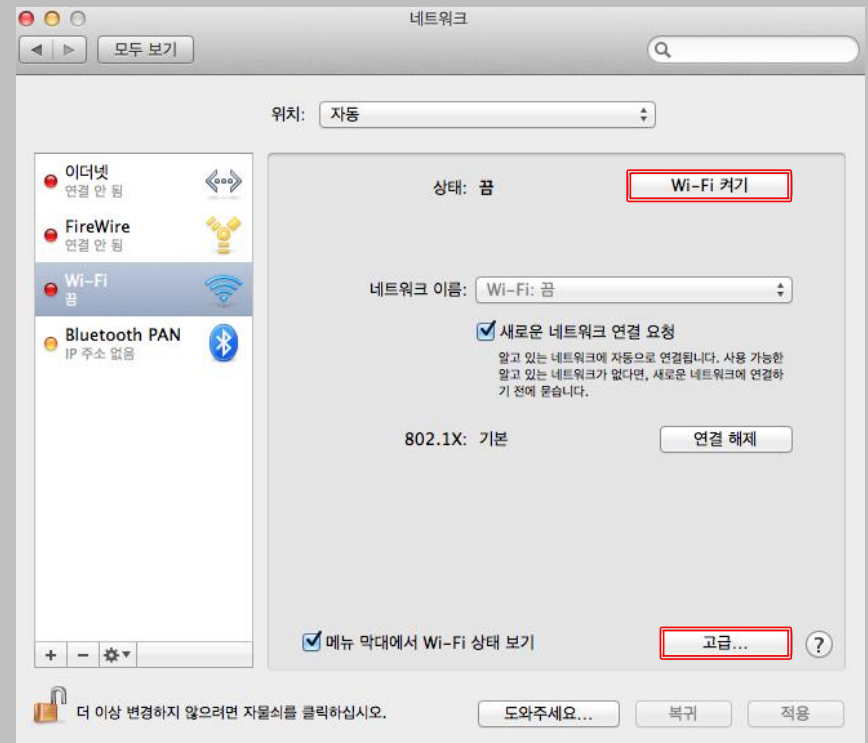 네트워크
모두 보기
위치: 자동
이더넷
연결 안 됨
FireWire
연결 안 됨
Wi-Fi
끔
Bluetooth PAN
IP 주소 없음
상태: 끔
Wi-Fi 켜기
네트워크 이름: Wi-Fi: 끔
새로운 네트워크 연결 요청
알고 있는 네트워크에 자동으로 연결됩니다. 사용 가능한
알고 있는 네트워크가 없다면, 새로운 네트워크에 연결하
기 전에 묻습니다.
802.1X: 기본
연결 해제
메뉴 막대에서 Wi-Fi 상태 보기
고급...
?
더 이상 변경하지 않으려면 자물쇠를 클릭하십시오.
도와주세요...
복귀
적용